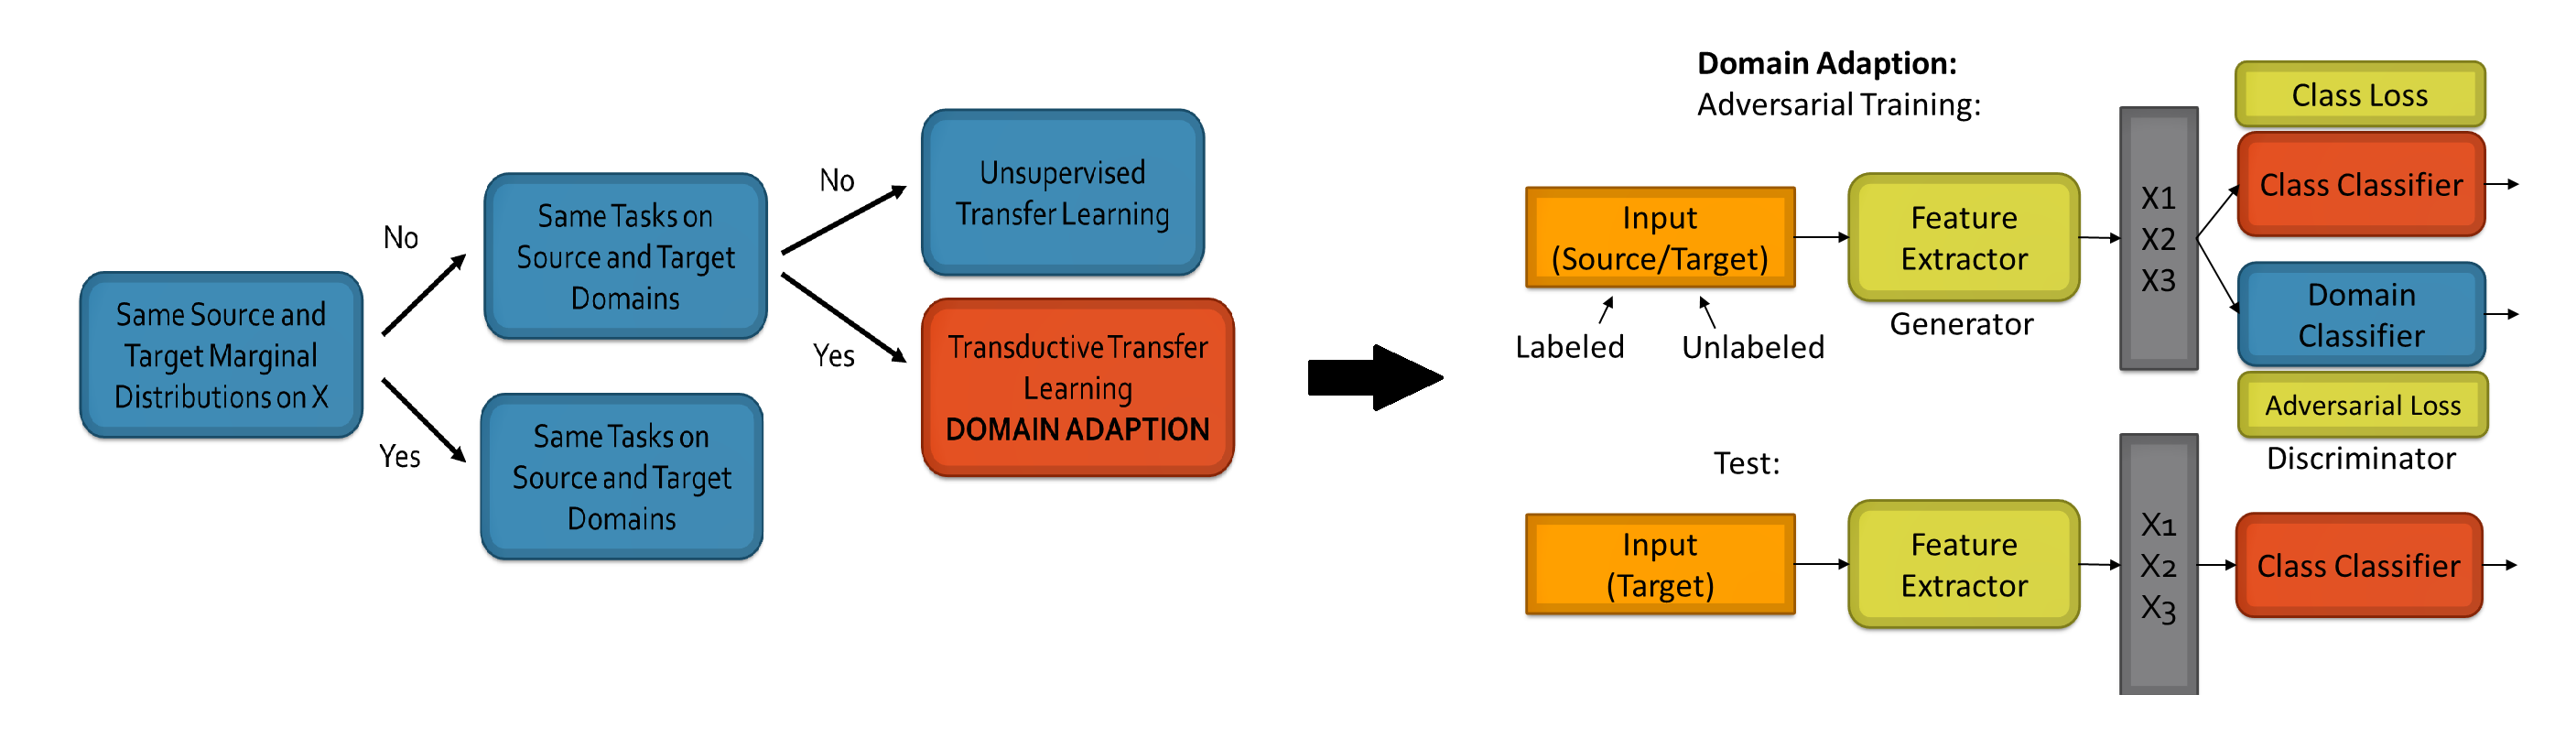 Same Source and
Target Marginal
Distributions on X
No
Yes
Same Tasks on
Source and Target
Domains
Same Tasks on
Source and Target
Domains
No
Yes
Unsupervised
Transfer Learning
Transductive Transfer
Learning
DOMAIN ADAPTION
Domain Adaption:
Adversarial Training:
Input
(Source/Target)
Labeled
Unlabeled
Feature
Extractor
Generator
X1
X2
X3
Class Loss
Class Classifier
Domain
Classifier
Adversarial Loss
Discriminator
Test:
Input
(Target)
Feature
Extractor
X1
X2
X3
Class Classifier